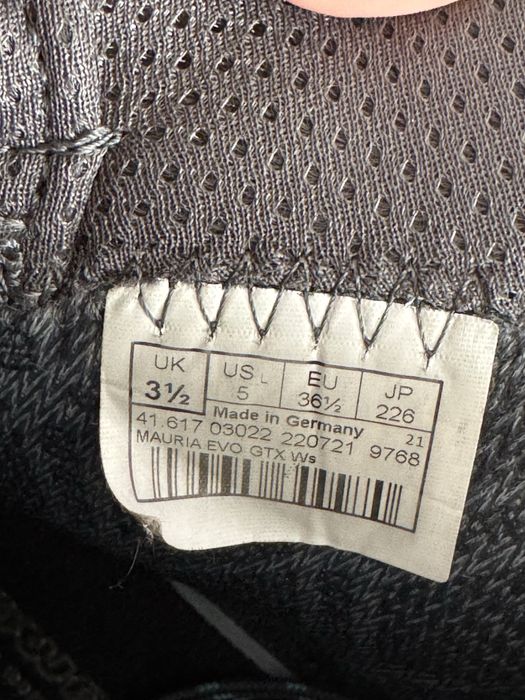 UK US L EU JP
3½ 5 36½ 226
Made in Germany 21
41.617 03022 220721 9768
MAURIA EVO GTX Ws